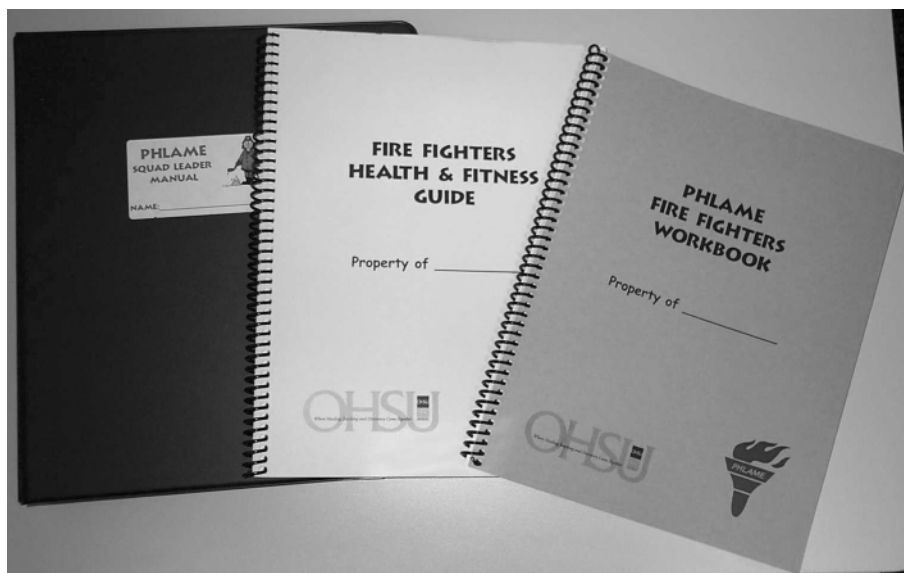 PHLAME
SQUAD LEADER
MANUAL
NAME:
FIRE FIGHTERS
HEALTH & FITNESS
GUIDE
Property of
OHSU
PHLAME
FIRE FIGHTERS
WORKBOOK
Property of
OHSU
PHLAME